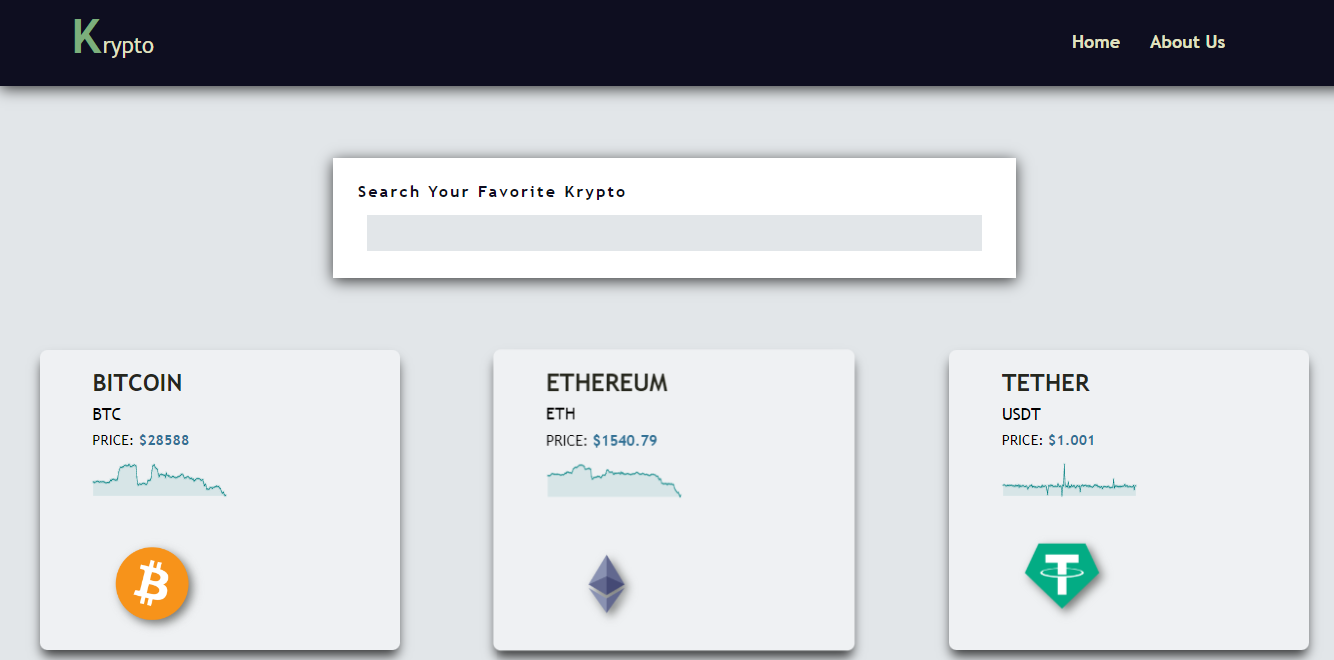 Krypto
Home
About Us
Search Your Favorite Krypto
BITCOIN
BTC
PRICE: $28588
ETHEREUM
ETH
PRICE: $1540.79
TETHER
USDT
PRICE: $1.001